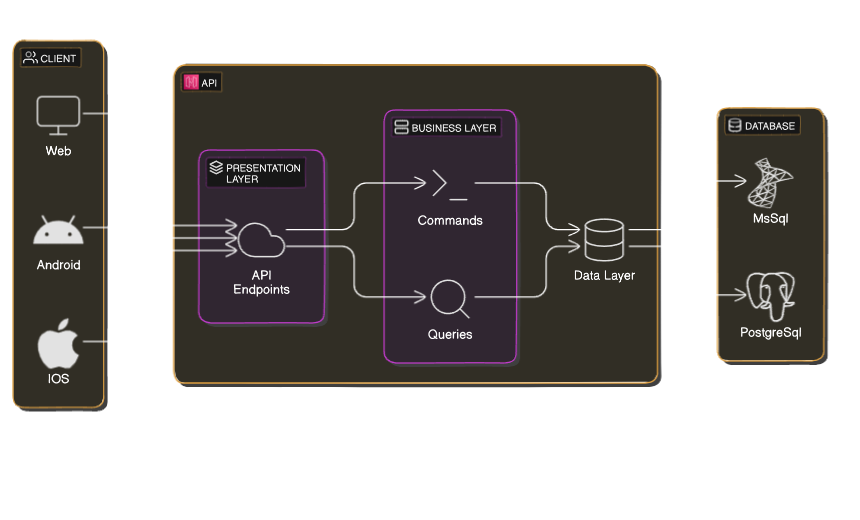 CLIENT
Web
Android
IOS
API
PRESENTATION
LAYER
API
Endpoints
BUSINESS LAYER
Commands
Queries
Data Layer
DATABASE
MsSql
PostgreSql